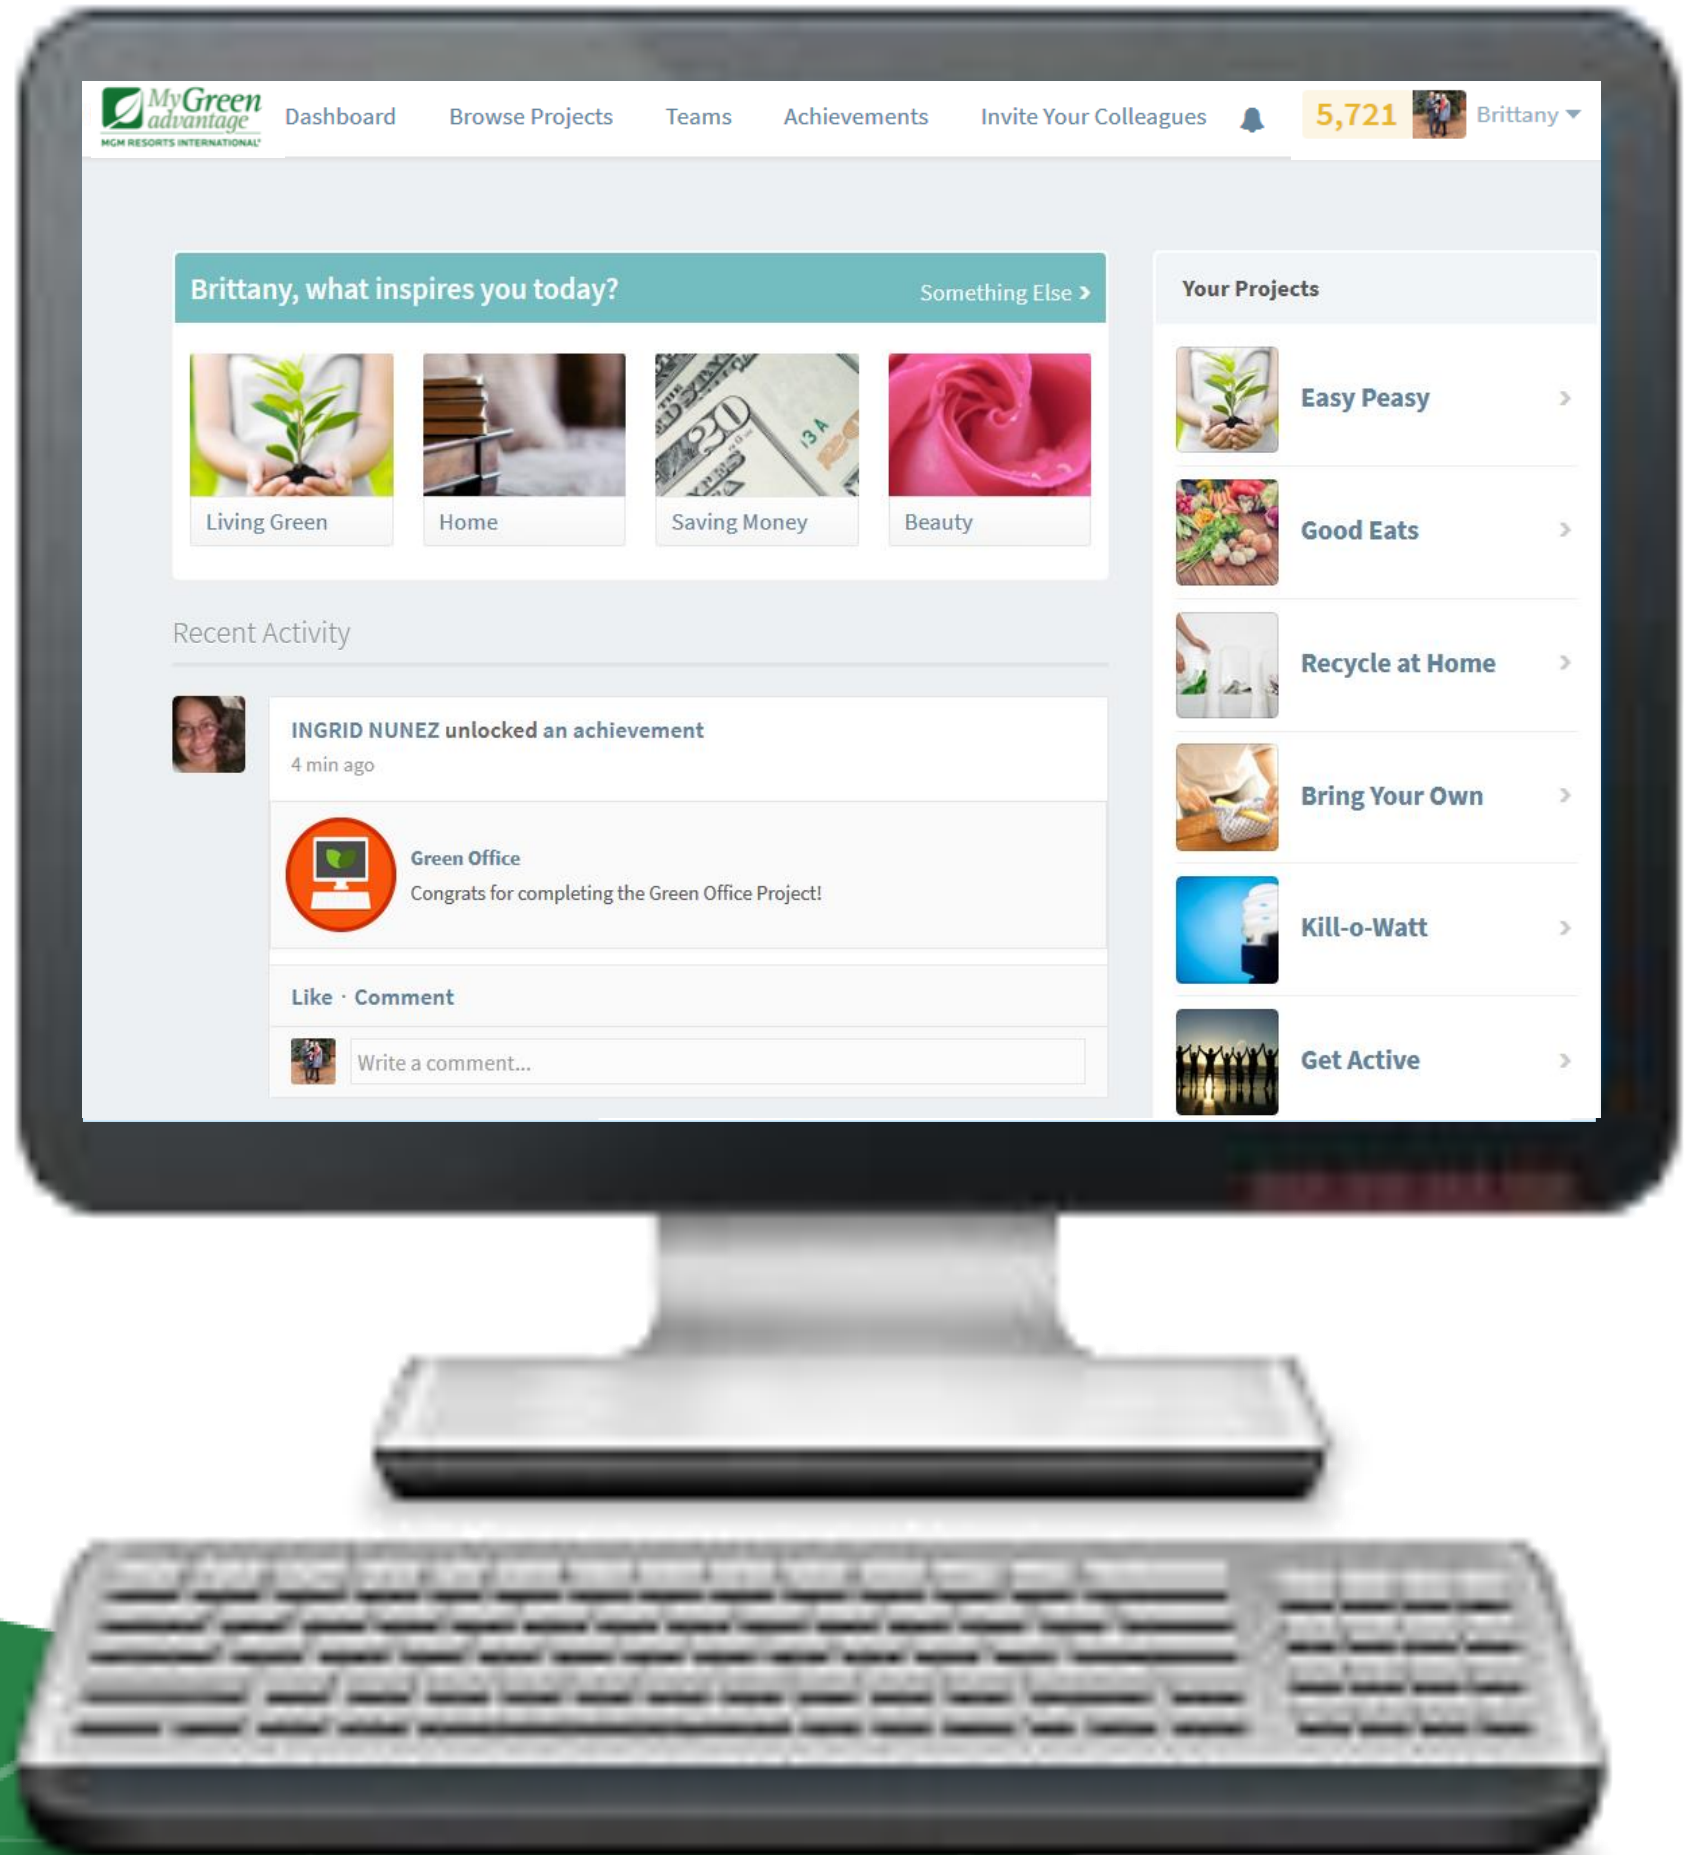 MyGreen
advantage
MGM RESORTS INTERNATIONAL®
Dashboard
Browse Projects
Teams
Achievements
Invite Your Colleagues
5,721
Brittany
Brittany, what inspires you today?
Something Else
Living Green
Home
Saving Money
Beauty
Recent Activity
INGRID NUNEZ unlocked an achievement
4 min ago
Green Office
Congrats for completing the Green Office Project!
Like · Comment
Write a comment...
Your Projects
Easy Peasy
Good Eats
Recycle at Home
Bring Your Own
Kill-o-Watt
Get Active